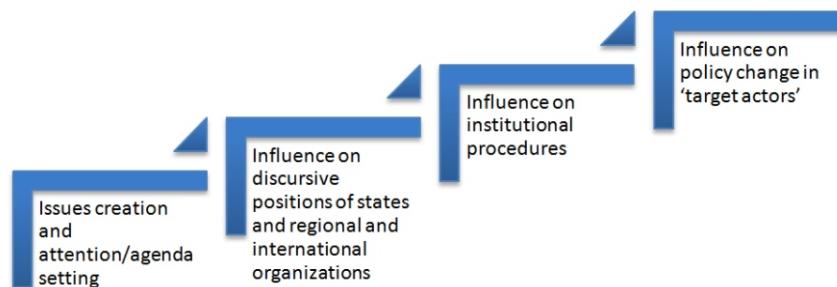 Issues creation
and
attention/agenda
setting
Influence on
discursive
positions of states
and regional and
international
organizations
Influence on
institutional
procedures
Influence on
policy change in
‘target actors’